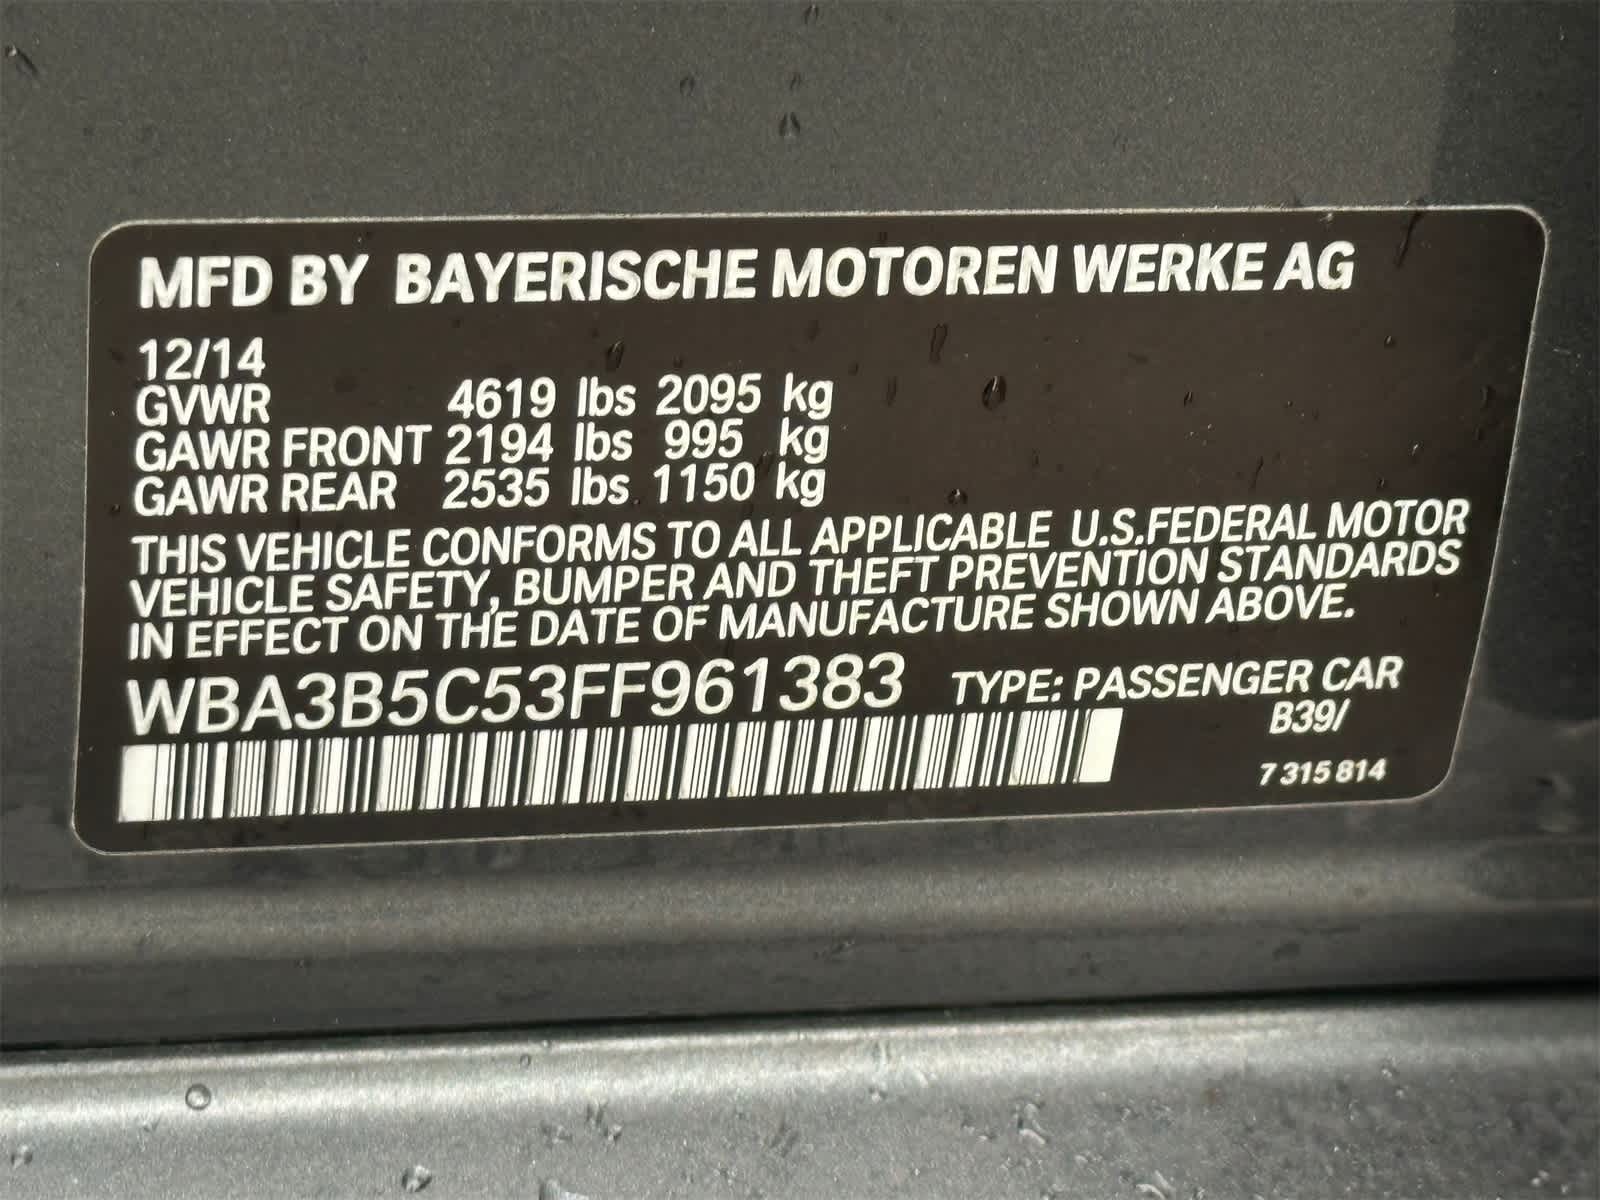 MFD BY BAYERISCHE MOTOREN WERKE AG
12/14
GVWR 4619 lbs 2095 kg
GAWR FRONT 2194 lbs 995 kg
GAWR REAR 2535 lbs 1150 kg
THIS VEHICLE CONFORMS TO ALL APPLICABLE U.S.FEDERAL MOTOR
VEHICLE SAFETY, BUMPER AND THEFT PREVENTION STANDARDS
IN EFFECT ON THE DATE OF MANUFACTURE SHOWN ABOVE.
WBA3B5C53FF961383 TYPE: PASSENGER CAR
B39/
7 315 814